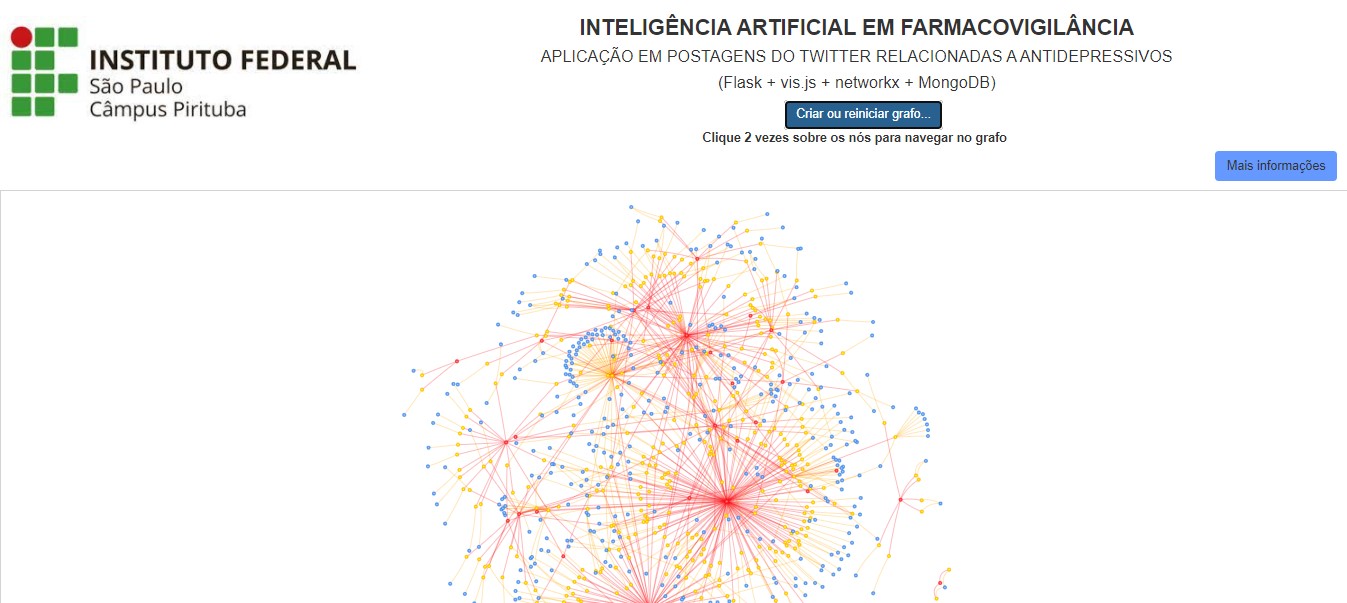 INSTITUTO FEDERAL
São Paulo
Câmpus Pirituba
INTELIGÊNCIA ARTIFICIAL EM FARMACOVIGILÂNCIA
APLICAÇÃO EM POSTAGENS DO TWITTER RELACIONADAS A ANTIDEPRESSIVOS
(Flask + vis.js + networkx + MongoDB)
Criar ou reiniciar grafo...
Clique 2 vezes sobre os nós para navegar no grafo
Mais informações